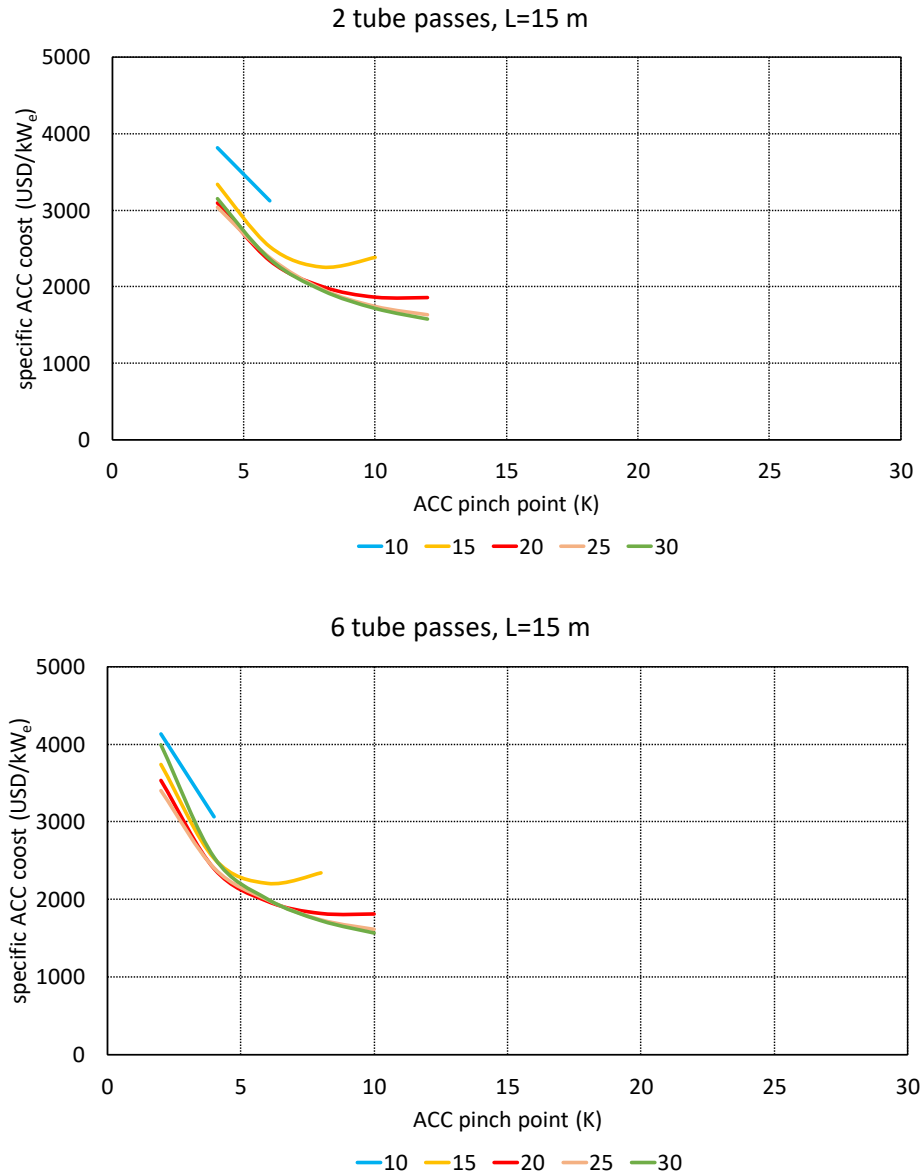 2 tube passes, L=15 m
5000
4000
3000
2000
1000
0
0 5 10 15 20 25 30
specific ACC coost (USD/kWe)
ACC pinch point (K)
10 15 20 25 30
6 tube passes, L=15 m
5000
4000
3000
2000
1000
0
0 5 10 15 20 25 30
specific ACC coost (USD/kWe)
ACC pinch point (K)
10 15 20 25 30